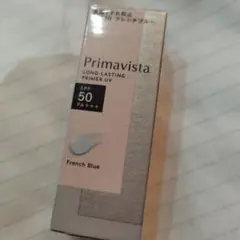 Primavista
LONG-LASTING
PRIMER UV
SPF
50
PA+++
French Blue